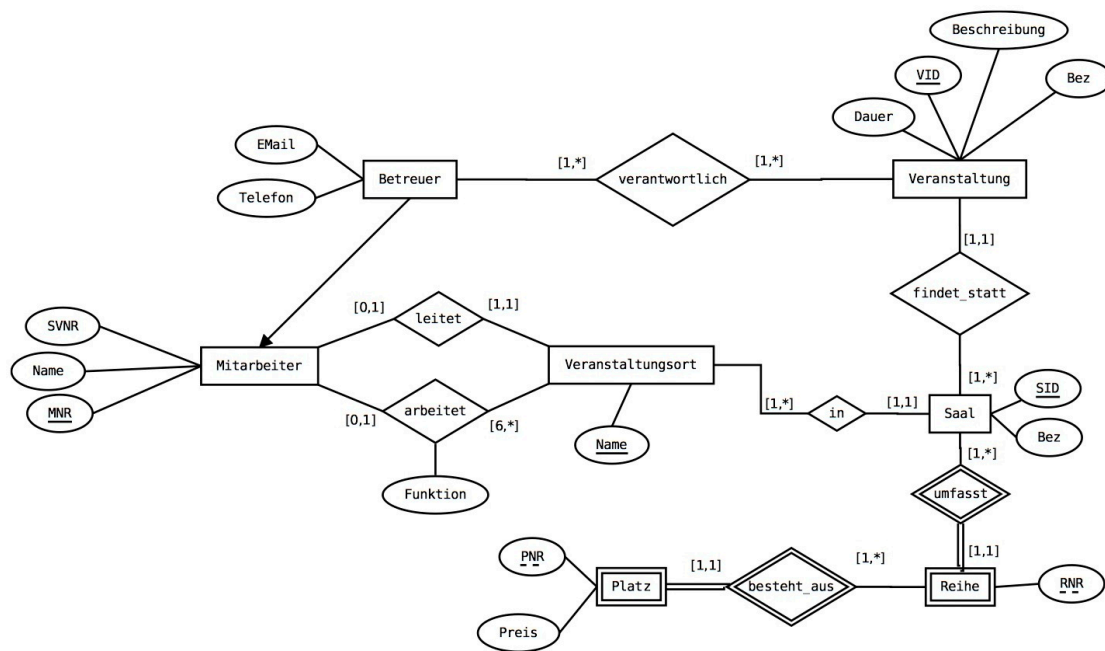 Beschreibung
VID
Bez
Dauer
EMail
Betreuer
[1,*]
verantwortlich
[1,*]
Veranstaltung
Telefon
[1,1]
findet_statt
[0,1]
leitet
[1,1]
SVNR
Name
MNR
Mitarbeiter
Veranstaltungsort
[1,*]
SID
[0,1]
arbeitet
[6,*]
[1,*]
in
[1,1]
Saal
Name
Bez
[1,*]
Funktion
umfasst
PNR
[1,1]
[1,*]
[1,1]
Platz
besteht_aus
Reihe
RNR
Preis